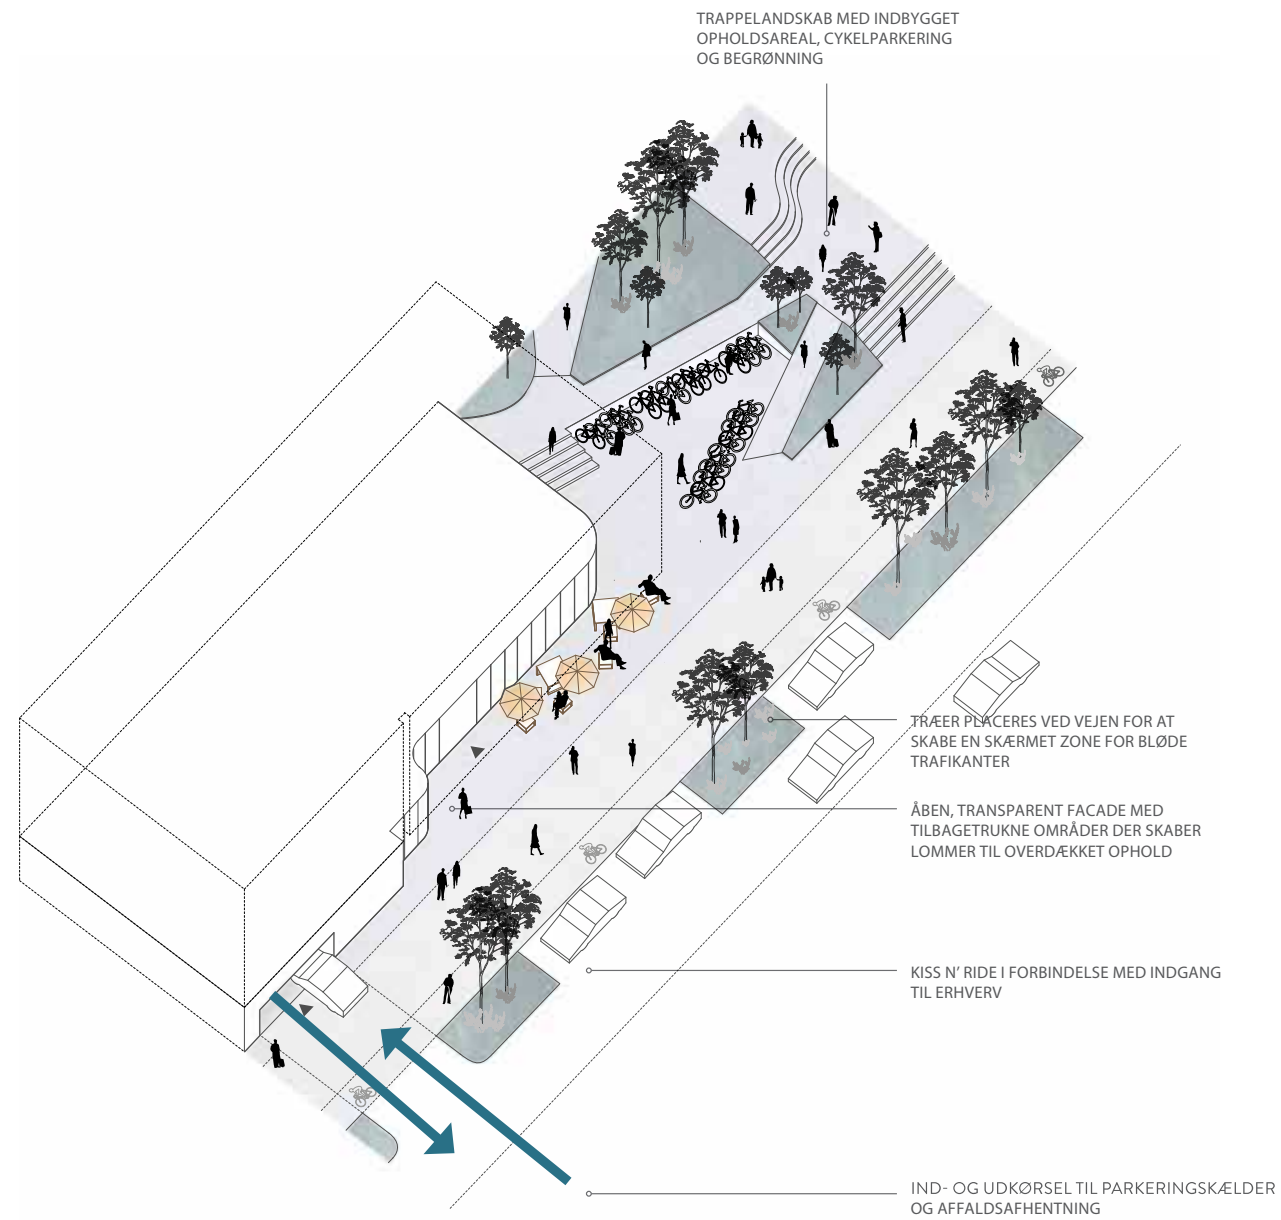 TRAPPELANDSKAB MED INDBYGGET
OPHOLDSAREAL, CYKELPARKERING
OG BEGRØNNING
TRÆER PLACERES VED VEJEN FOR AT
SKABE EN SKÆRMET ZONE FOR BLØDE
TRAFIKANTER
ÅBEN, TRANSPARENT FACADE MED
TILBAGETRUKNE OMRÅDER DER SKABER
LOMMER TIL OVERDÆKKET OPHOLD
KISS N' RIDE I FORBINDELSE MED INDGANG
TIL ERHVERV
IND- OG UDKØRSEL TIL PARKERINGSKÆLDER
OG AFFALDSAFHENTNING